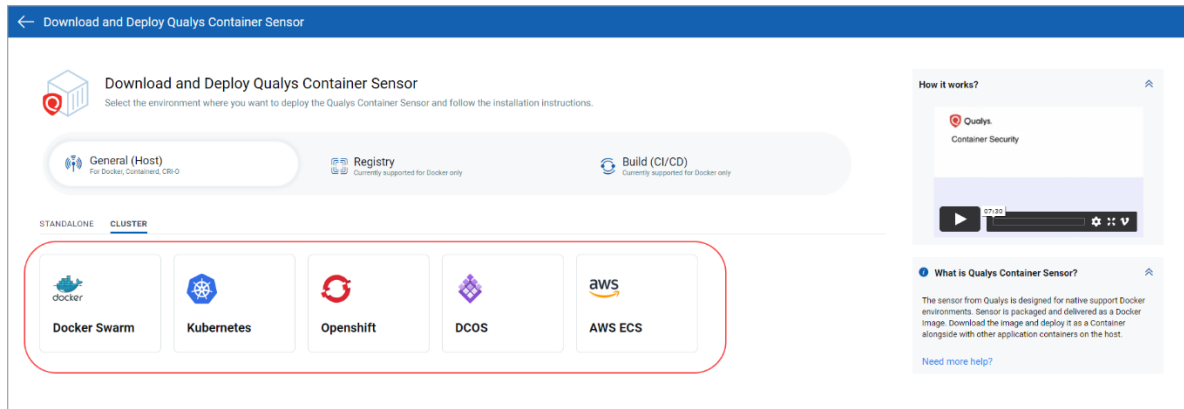 Download and Deploy Qualys Container Sensor
Download and Deploy Qualys Container Sensor
Select the environment where you want to deploy the Qualys Container Sensor and follow the installation instructions.
General (Host)
For Docker, Containerd, CRI-O
Registry
Currently supported for Docker only
Build (CI/CD)
Currently supported for Docker only
STANDALONE
CLUSTER
docker
Docker Swarm
Kubernetes
Openshift
DCOS
aws
AWS ECS
How it works?
Qualys.
Container Security
07:30
What is Qualys Container Sensor?
The sensor from Qualys is designed for native support Docker
environments. Sensor is packaged and delivered as a Docker
Image. Download the image and deploy it as a Container
alongside with other application containers on the host.
Need more help?